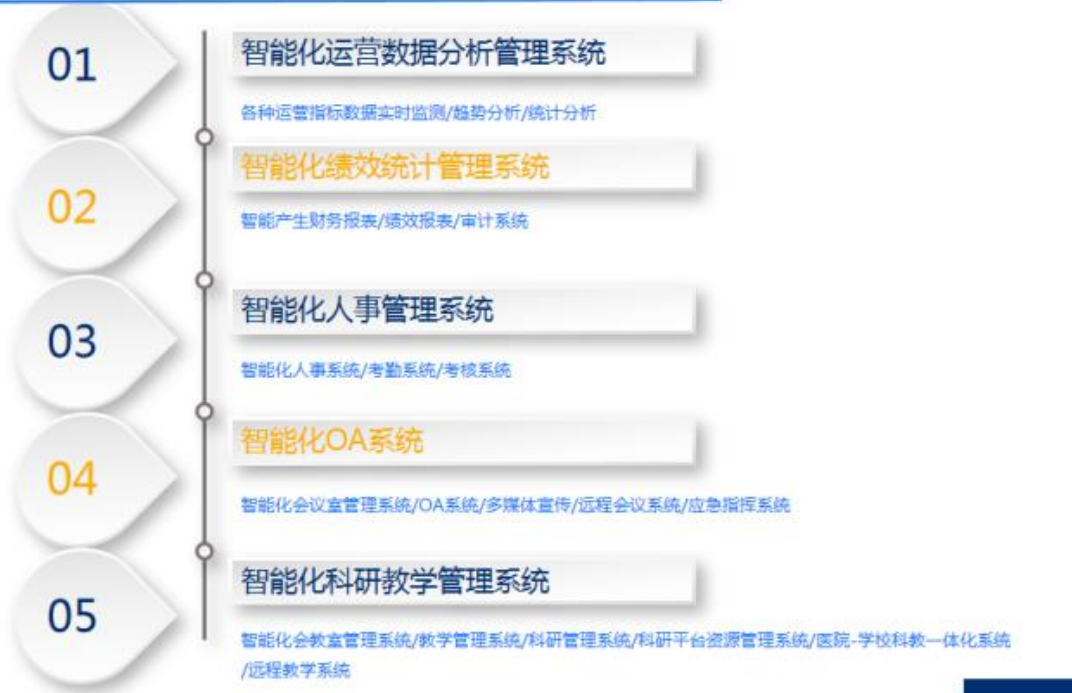 01
智能化运营数据分析管理系统
各种运营指标数据实时监测/趋势分析/统计分析
02
智能化绩效统计管理系统
智能产生财务报表/绩效报表/审计系统
03
智能化人事管理系统
智能化人事系统/考勤系统/考核系统
04
智能化OA系统
智能化会议室管理系统/OA系统/多媒体宣传/远程会议系统/应急指挥系统
05
智能化科研教学管理系统
智能化会教室管理系统/教学管理系统/科研管理系统/科研平台资源管理系统/医院-学校科教一体化系统
/远程教学系统